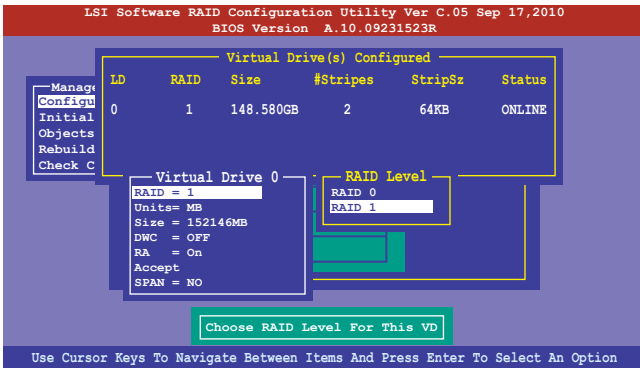 LSI Software RAID Configuration Utility Ver C.05 Sep 17,2010
BIOS Version A.10.09231523R
Virtual Drive(s) Configured
LD RAID Size #Stripes StripSz Status
0 1 148.580GB 2 64KB ONLINE
Manage
Configu
Initial
Objects
Rebuild
Check C
Virtual Drive 0
RAID = 1
Units= MB
Size = 152146MB
DWC = OFF
RA = On
Accept
SPAN = NO
RAID Level
RAID 0
RAID 1
Choose RAID Level For This VD
Use Cursor Keys To Navigate Between Items And Press Enter To Select An Option